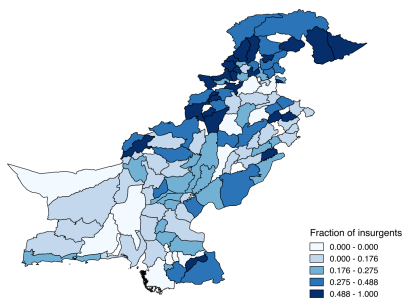 Fraction of insurgents
0.000 - 0.000
0.000 - 0.176
0.176 - 0.275
0.275 - 0.488
0.488 - 1.000